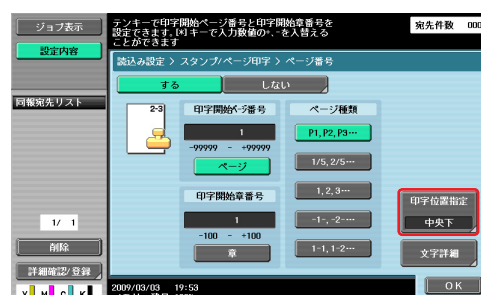 ジョブ表示
設定内容
テンキーで印字開始ページ番号と印字開始章番号を
設定できます。[*]キーで入力数値の+,-を入替える
ことができます
宛先件数 000
読込み設定 > スタンプ/ページ印字 > ページ番号
する
しない
同報宛先リスト
2-3
印字開始ページ番号
1
-99999 - +99999
ページ
印字開始章番号
1
-100 - +100
章
ページ種類
P1,P2,P3…
1/5,2/5…
1,2,3…
-1-,-2-…
1-1,1-2…
印字位置指定
中央下
文字詳細
1/ 1
削除
詳細確認/登録
2009/03/03 19:53
OK
Y M C K